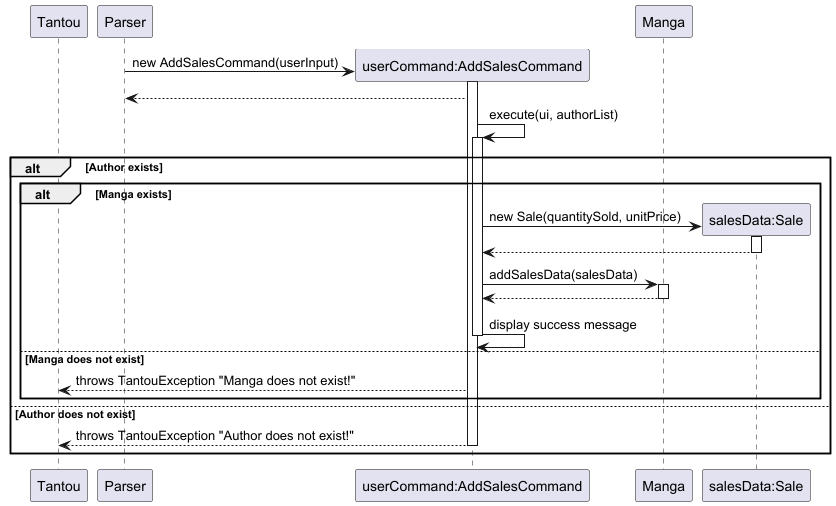 Tantou
Parser
Manga
new AddSalesCommand(userInput)
userCommand:AddSalesCommand
execute(ui, authorList)
alt
[Author exists]
alt
[Manga exists]
new Sale(quantitySold, unitPrice)
salesData:Sale
addSalesData(salesData)
display success message
[Manga does not exist]
throws TantouException "Manga does not exist!"
[Author does not exist]
throws TantouException "Author does not exist!"
Tantou
Parser
userCommand:AddSalesCommand
Manga
salesData:Sale